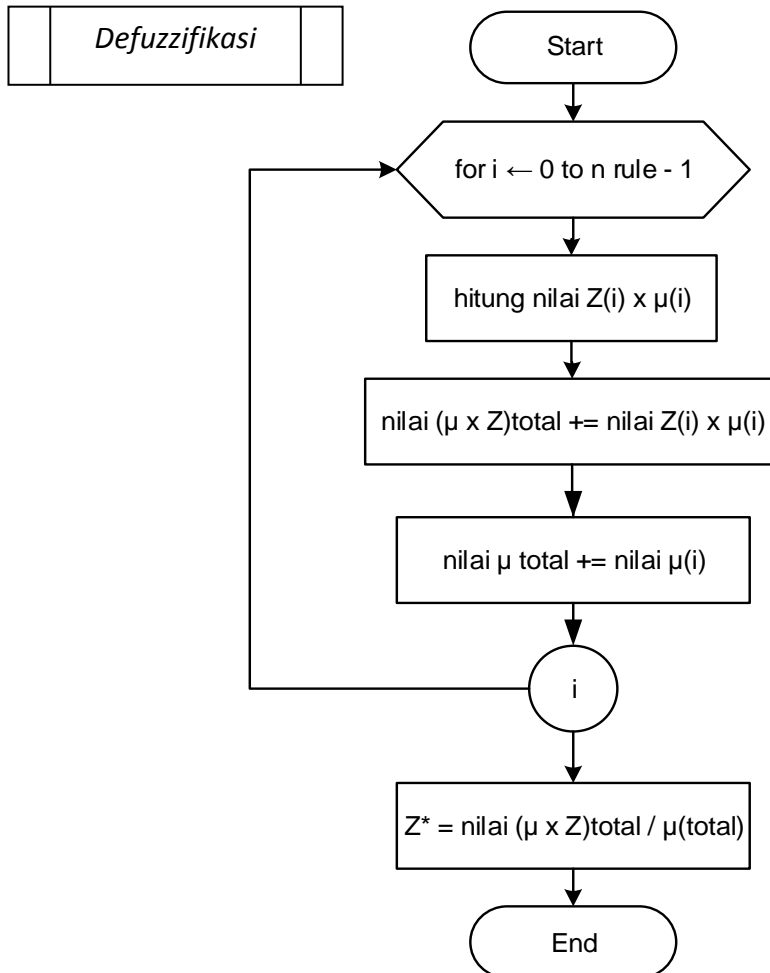 Defuzzifikasi
Start
for i ← 0 to n rule - 1
hitung nilai Z(i) x µ(i)
nilai (µ x Z)total += nilai Z(i) x µ(i)
nilai µ total += nilai µ(i)
i
Z* = nilai (µ x Z)total / µ(total)
End